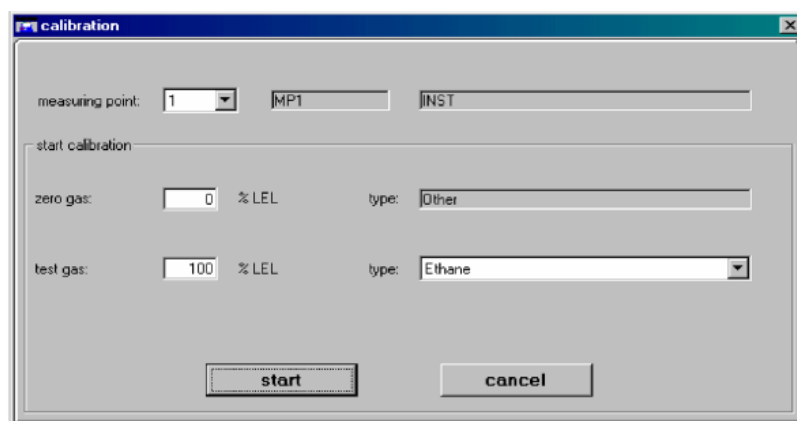 calibration
measuring point: 1 MP1 INST
start calibration
zero gas: 0 % LEL type: Other
test gas: 100 % LEL type: Ethane
start cancel